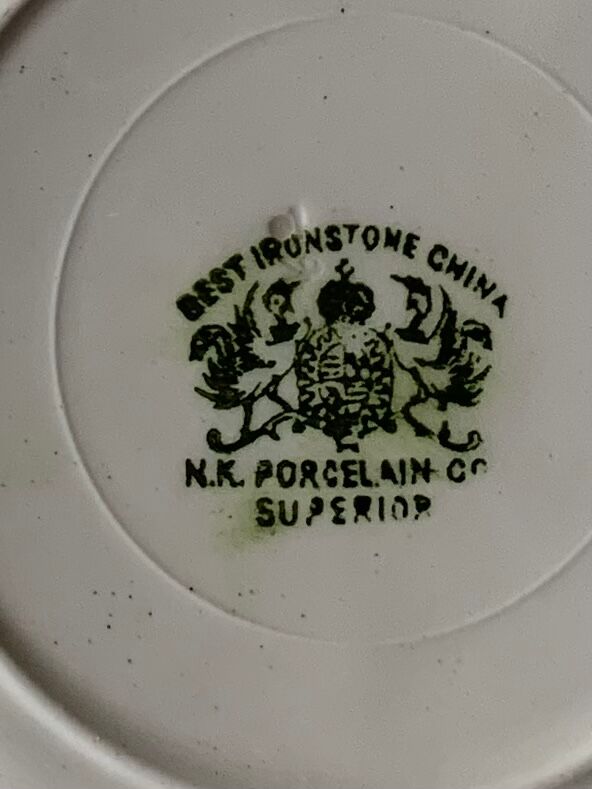 BEST IRONSTONE CHINA
N.K. PORCELAIN Co
SUPERIOR